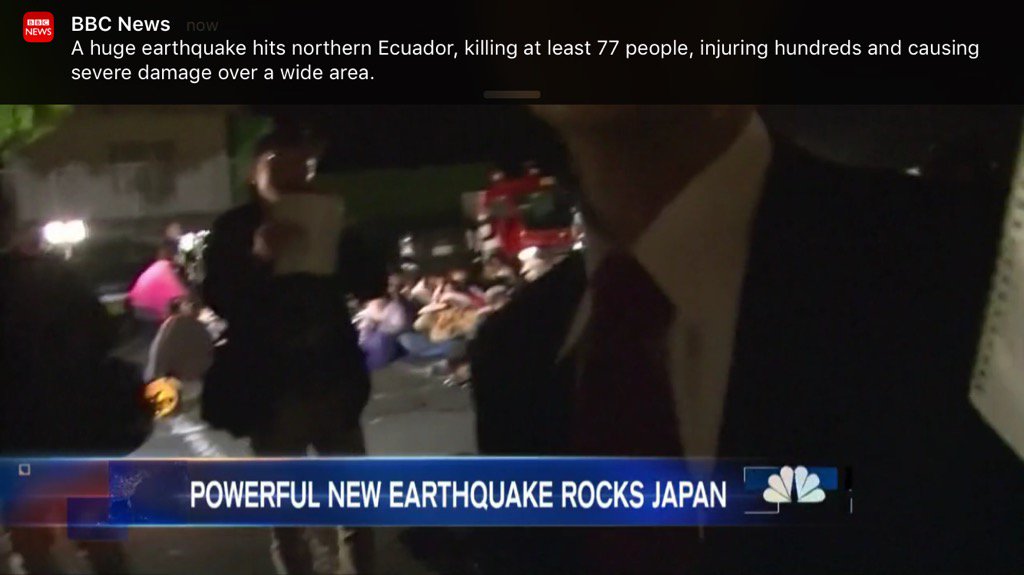 BBC NEWS
BBC News now
A huge earthquake hits northern Ecuador, killing at least 77 people, injuring hundreds and causing
severe damage over a wide area.
POWERFUL NEW EARTHQUAKE ROCKS JAPAN